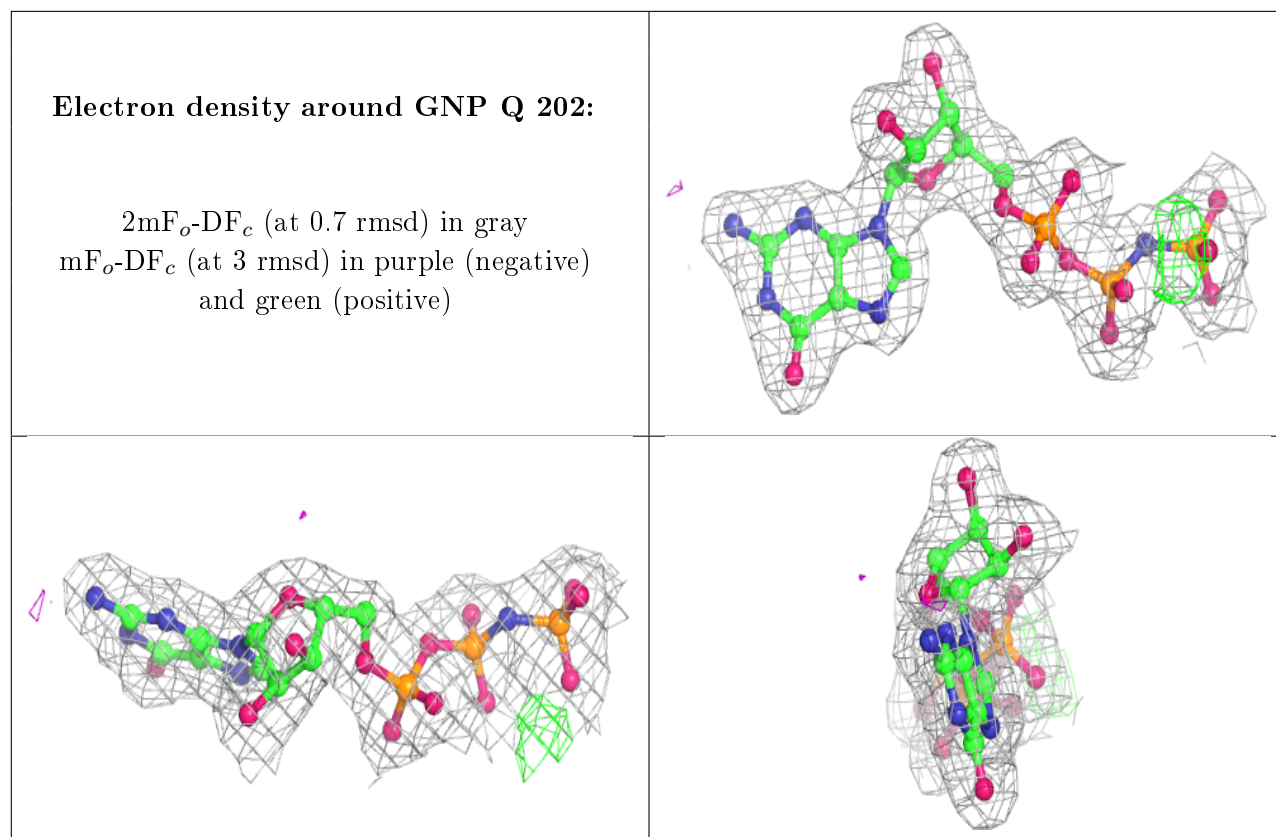 Electron density around GNP Q 202:
2mFₒ-DF𝒸 (at 0.7 rmsd) in gray
mFₒ-DF𝒸 (at 3 rmsd) in purple (negative)
and green (positive)